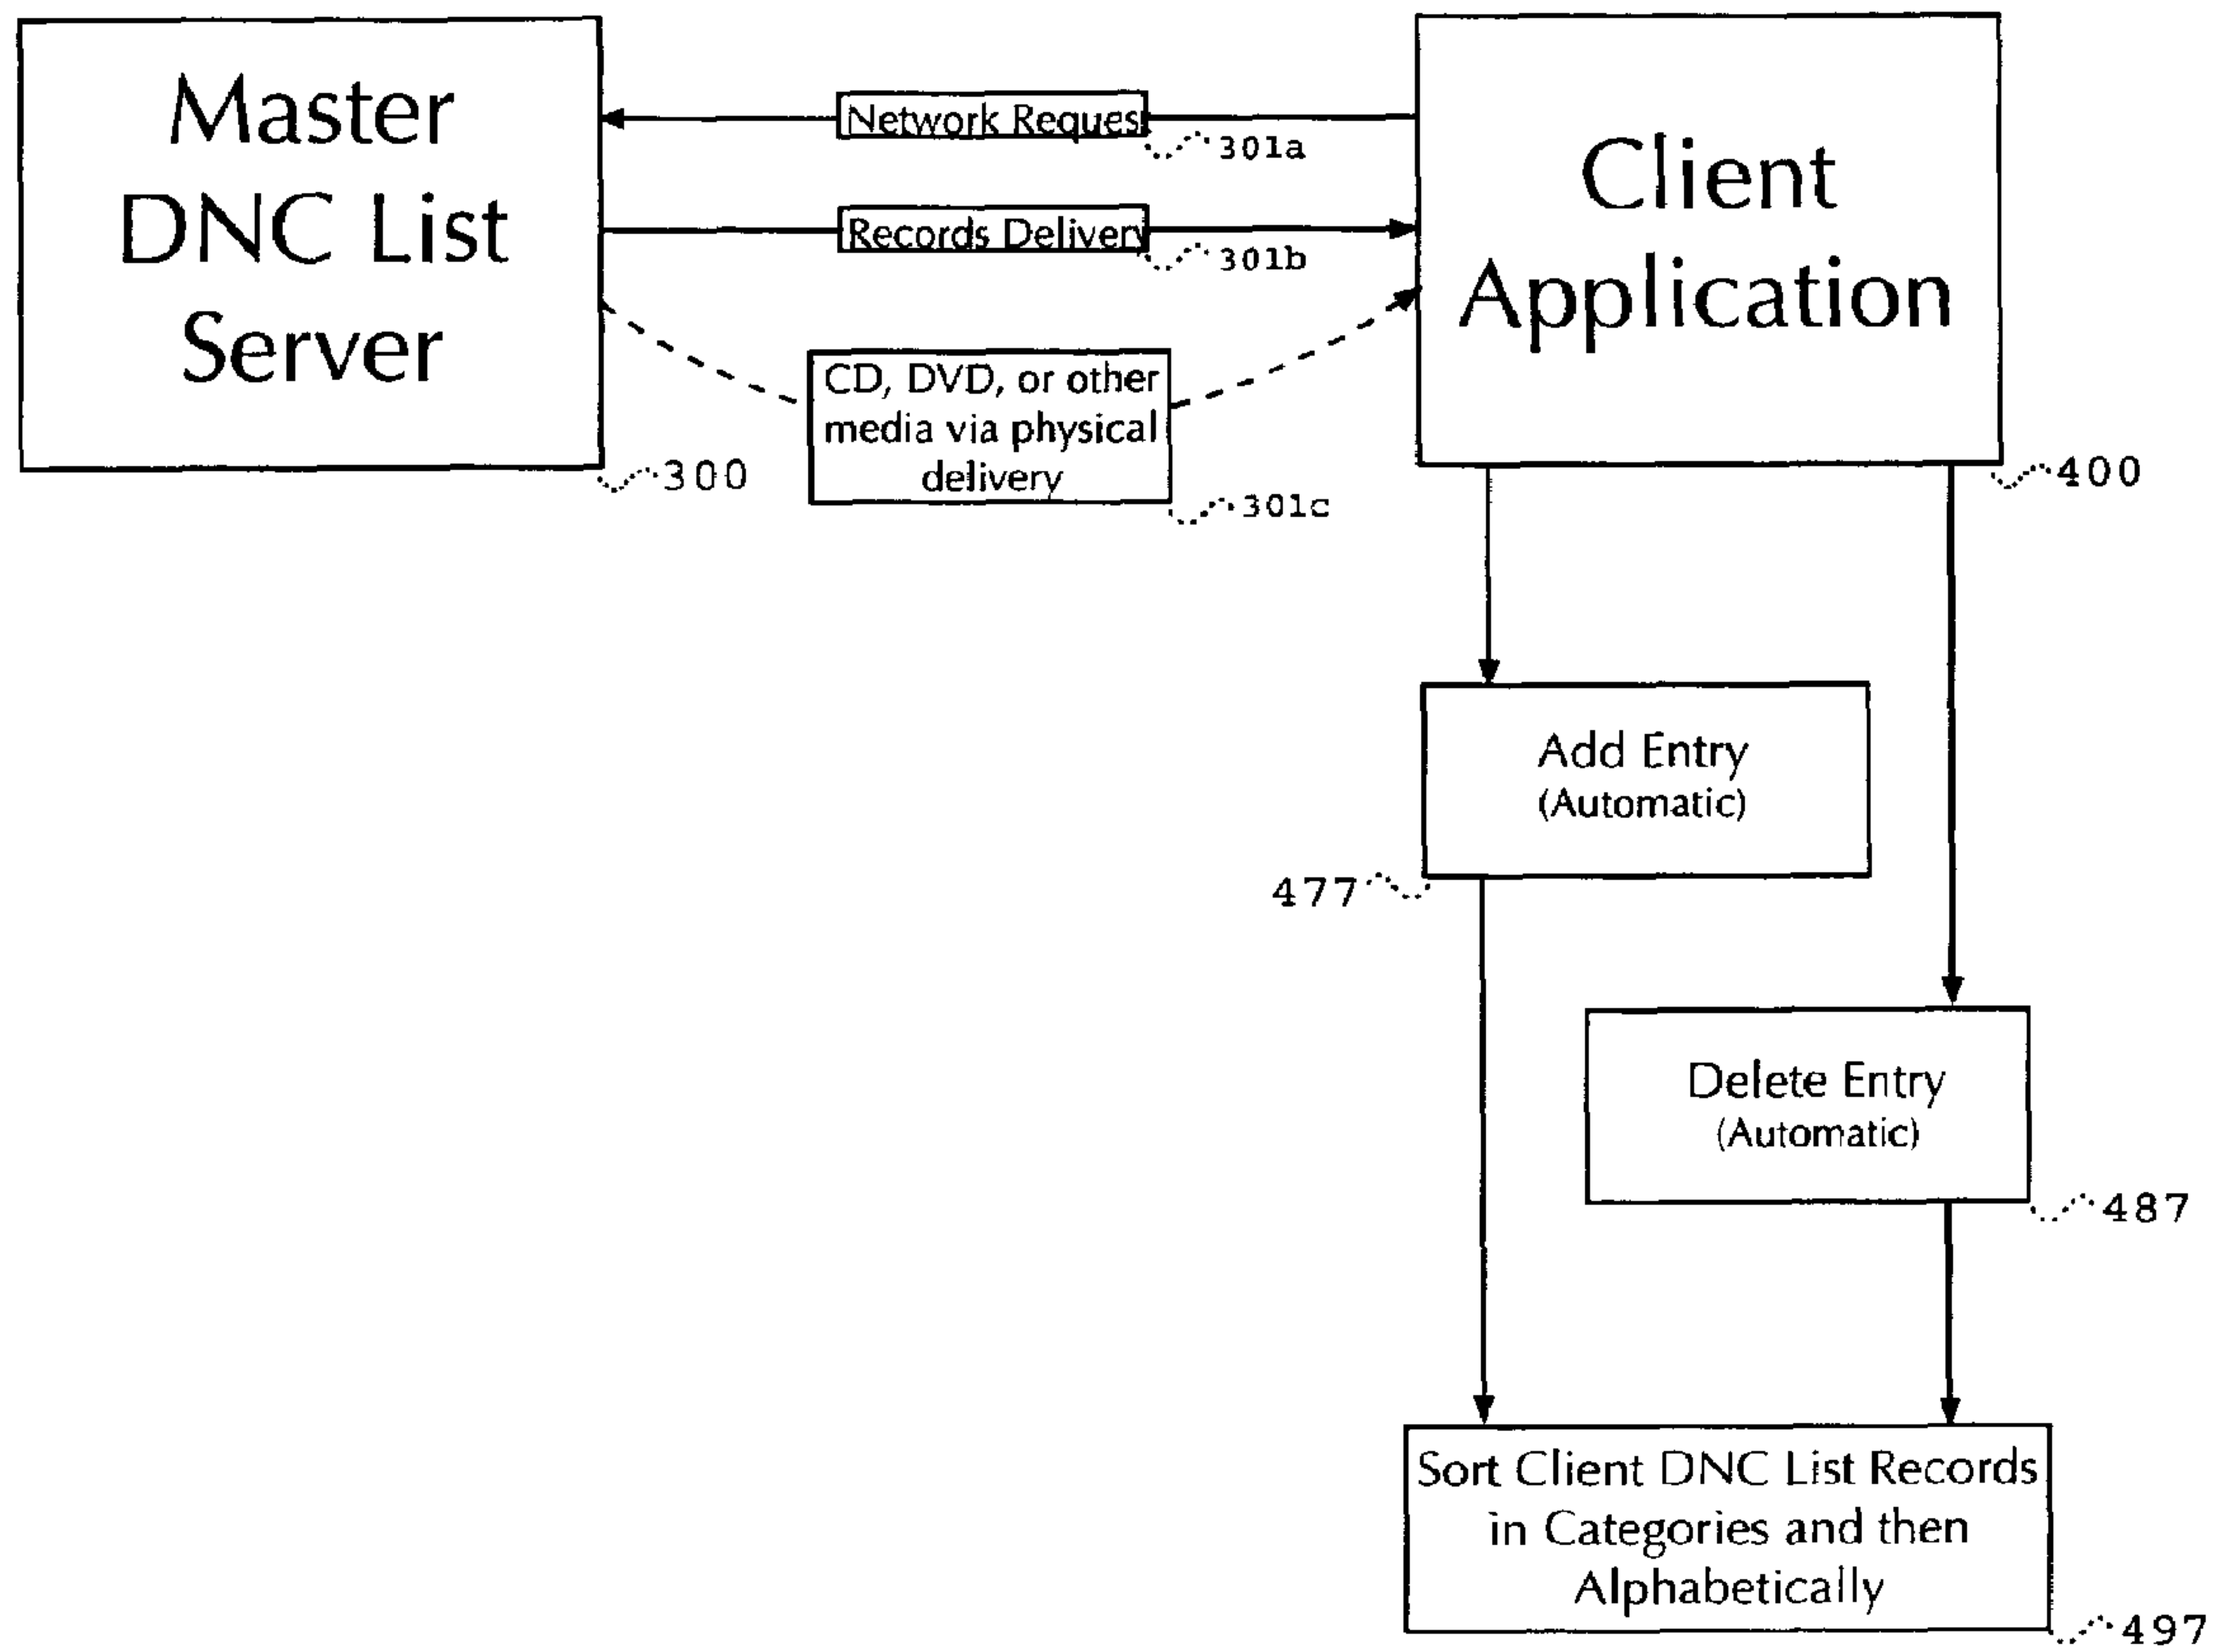 Master
DNC List
Server
300
Network Reques
301a
Records Delivery
301b
CD, DVD, or other
media via physical
delivery
301c
Client
Application
400
Add Entry
(Automatic)
477
Delete Entry
(Automatic)
487
Sort Client DNC List Records
in Categories and then
Alphabetically
497